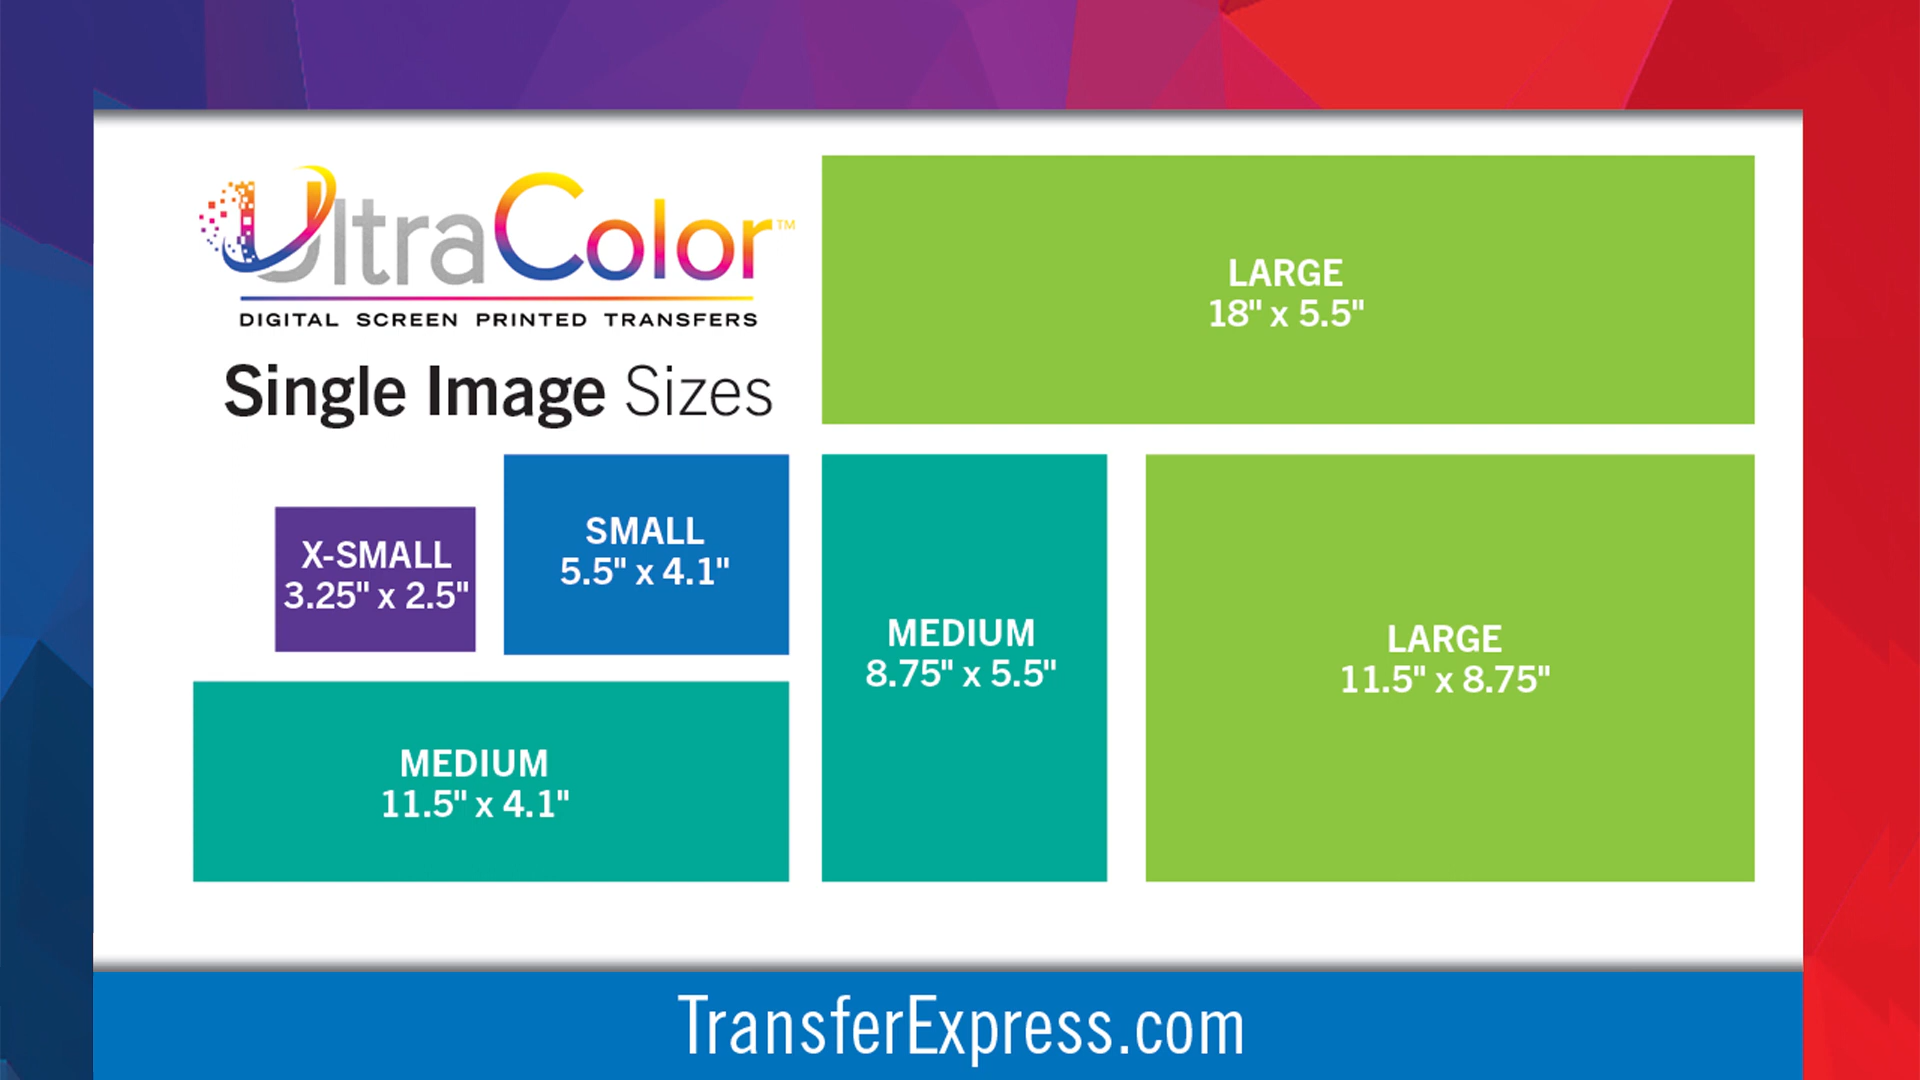 UltraColor™
DIGITAL SCREEN PRINTED TRANSFERS
Single Image Sizes
LARGE
18" x 5.5"
X-SMALL
3.25" x 2.5"
SMALL
5.5" x 4.1"
MEDIUM
8.75" x 5.5"
LARGE
11.5" x 8.75"
MEDIUM
11.5" x 4.1"
TransferExpress.com